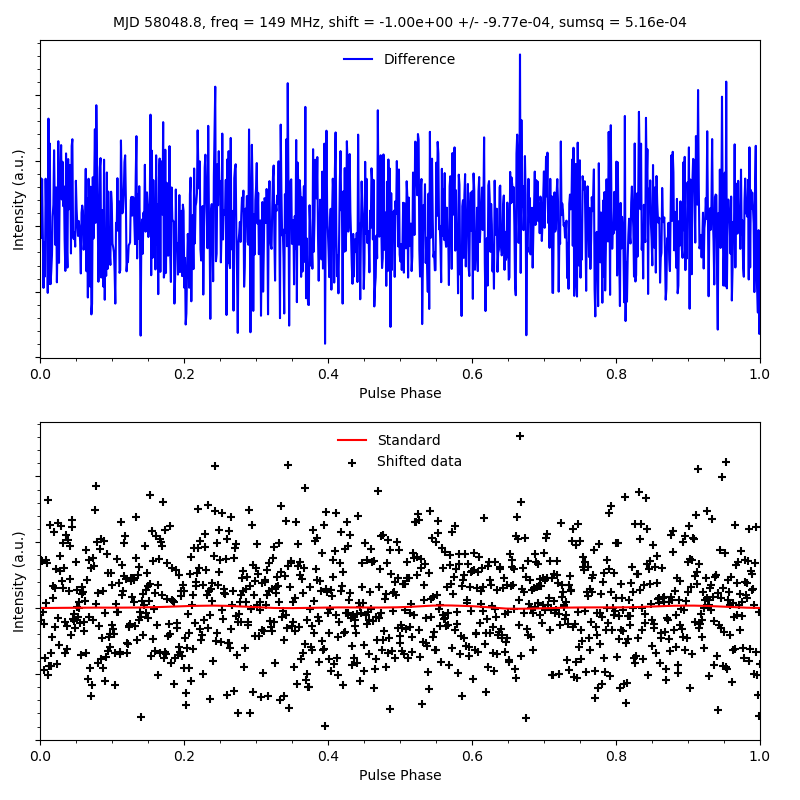 MJD 58048.8, freq = 149 MHz, shift = -1.00e+00 +/- -9.77e-04, sumsq = 5.16e-04
Difference
Intensity (a.u.)
0.0 0.2 0.4 0.6 0.8 1.0
Pulse Phase
Standard
Shifted data
Intensity (a.u.)
0.0 0.2 0.4 0.6 0.8 1.0
Pulse Phase